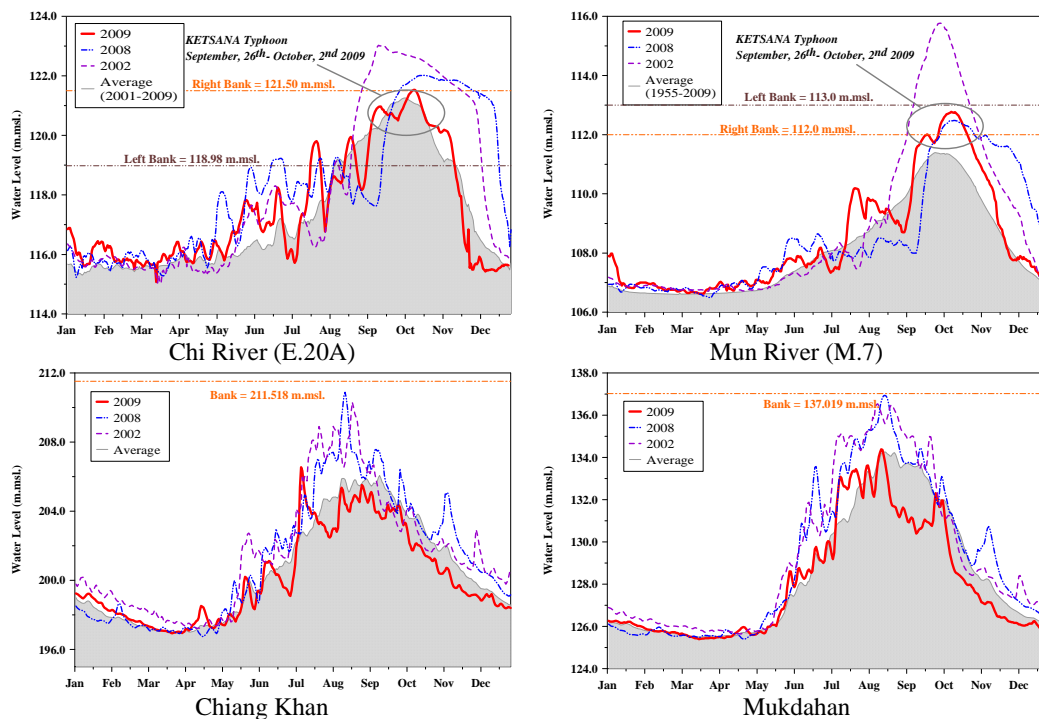 124.0
122.0
120.0
118.0
116.0
114.0
Water Level (m.msl.)
2009
2008
2002
Average
(2001-2009)
KETSANA Typhoon
September, 26th- October, 2nd 2009
Right Bank = 121.50 m.msl.
Left Bank = 118.98 m.msl.
Jan Feb Mar Apr May Jun Jul Aug Sep Oct Nov Dec
Chi River (E.20A)
116.0
114.0
112.0
110.0
108.0
106.0
Water Level (m.msl.)
2009
2008
2002
Average
(1955-2009)
KETSANA Typhoon
September, 26th- October, 2nd 2009
Left Bank = 113.0 m.msl.
Right Bank = 112.0 m.msl.
Jan Feb Mar Apr May Jun Jul Aug Sep Oct Nov Dec
Mun River (M.7)
212.0
208.0
204.0
200.0
196.0
Water Level (m.msl.)
2009
2008
2002
Average
Bank = 211.518 m.msl.
Jan Feb Mar Apr May Jun Jul Aug Sep Oct Nov Dec
Chiang Khan
138.0
136.0
134.0
132.0
130.0
128.0
126.0
124.0
Water Level (m.msl.)
2009
2008
2002
Average
Bank = 137.019 m.msl.
Jan Feb Mar Apr May Jun Jul Aug Sep Oct Nov Dec
Mukdahan